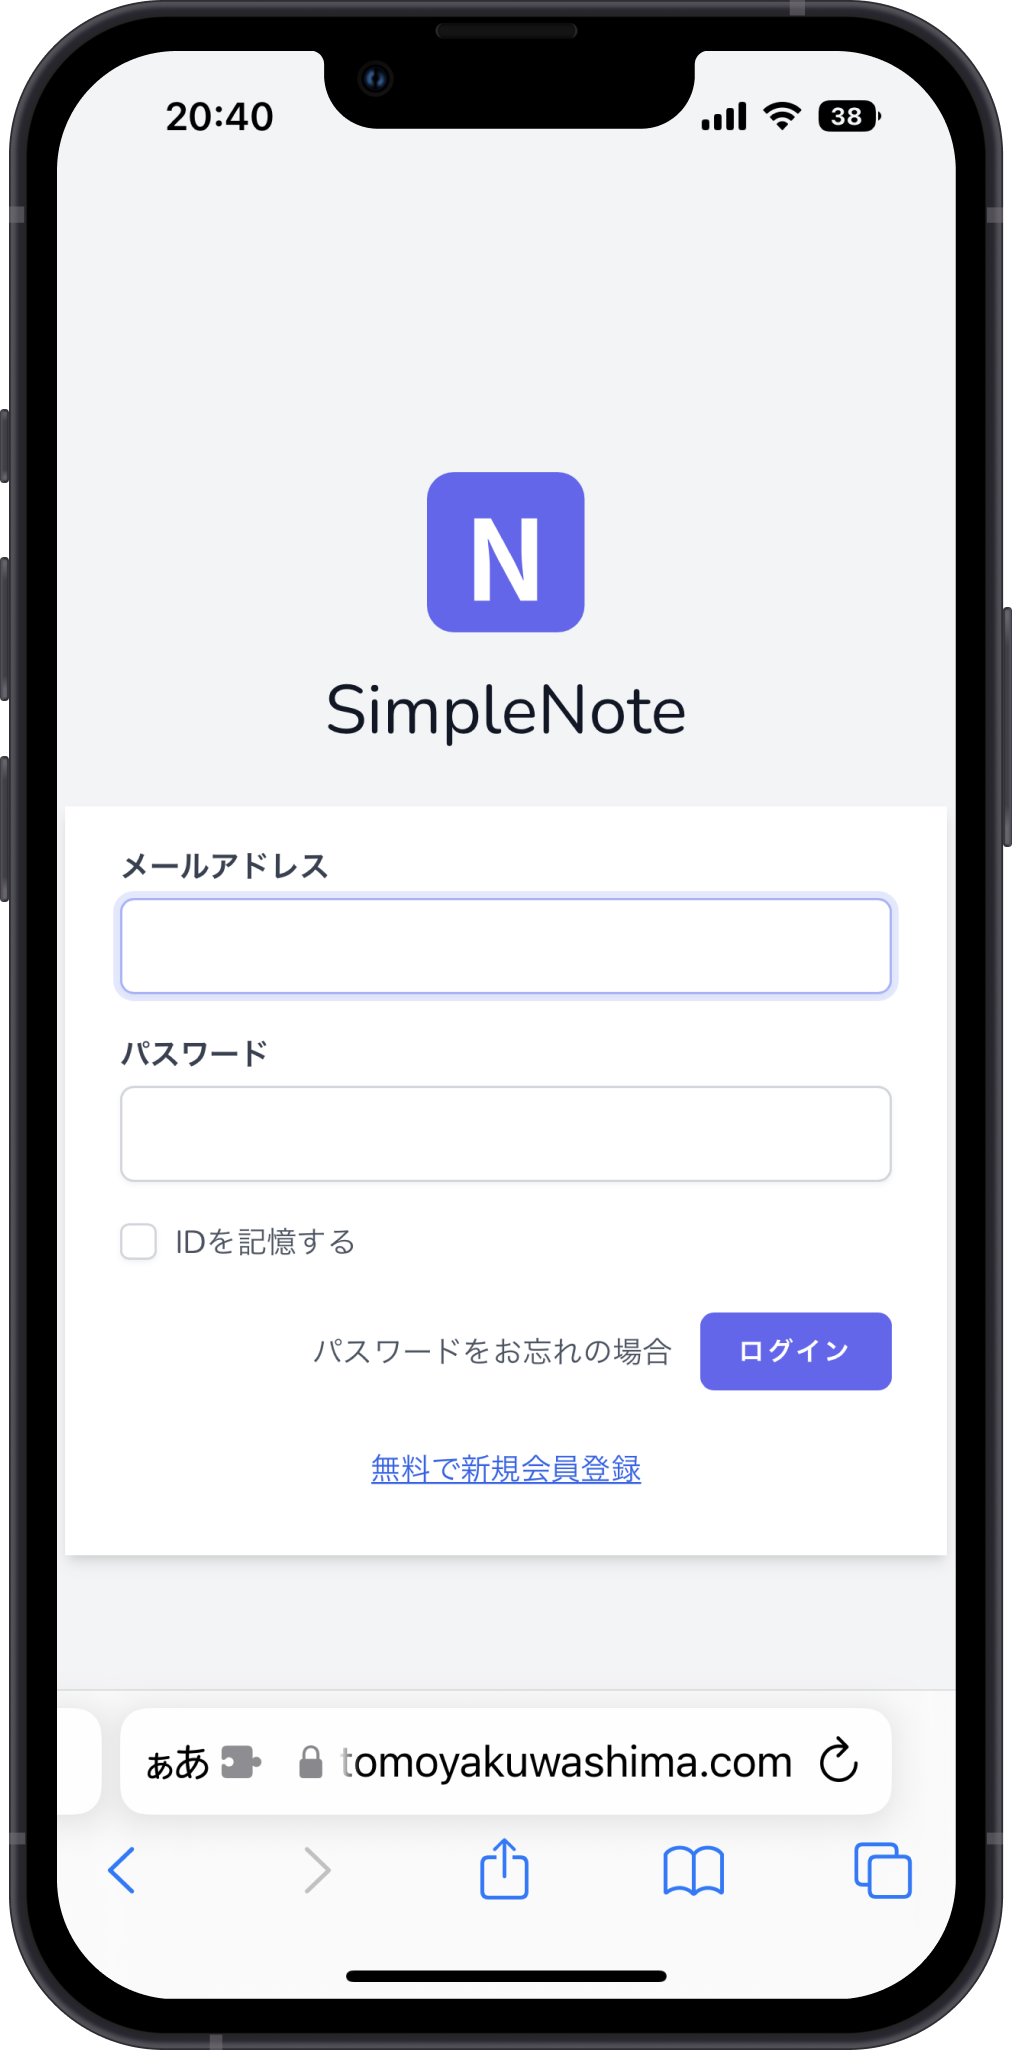 20:40
38
N
SimpleNote
メールアドレス
パスワード
IDを記憶する
パスワードをお忘れの場合
ログイン
無料で新規会員登録
ぁあ
tomoyakuwashima.com